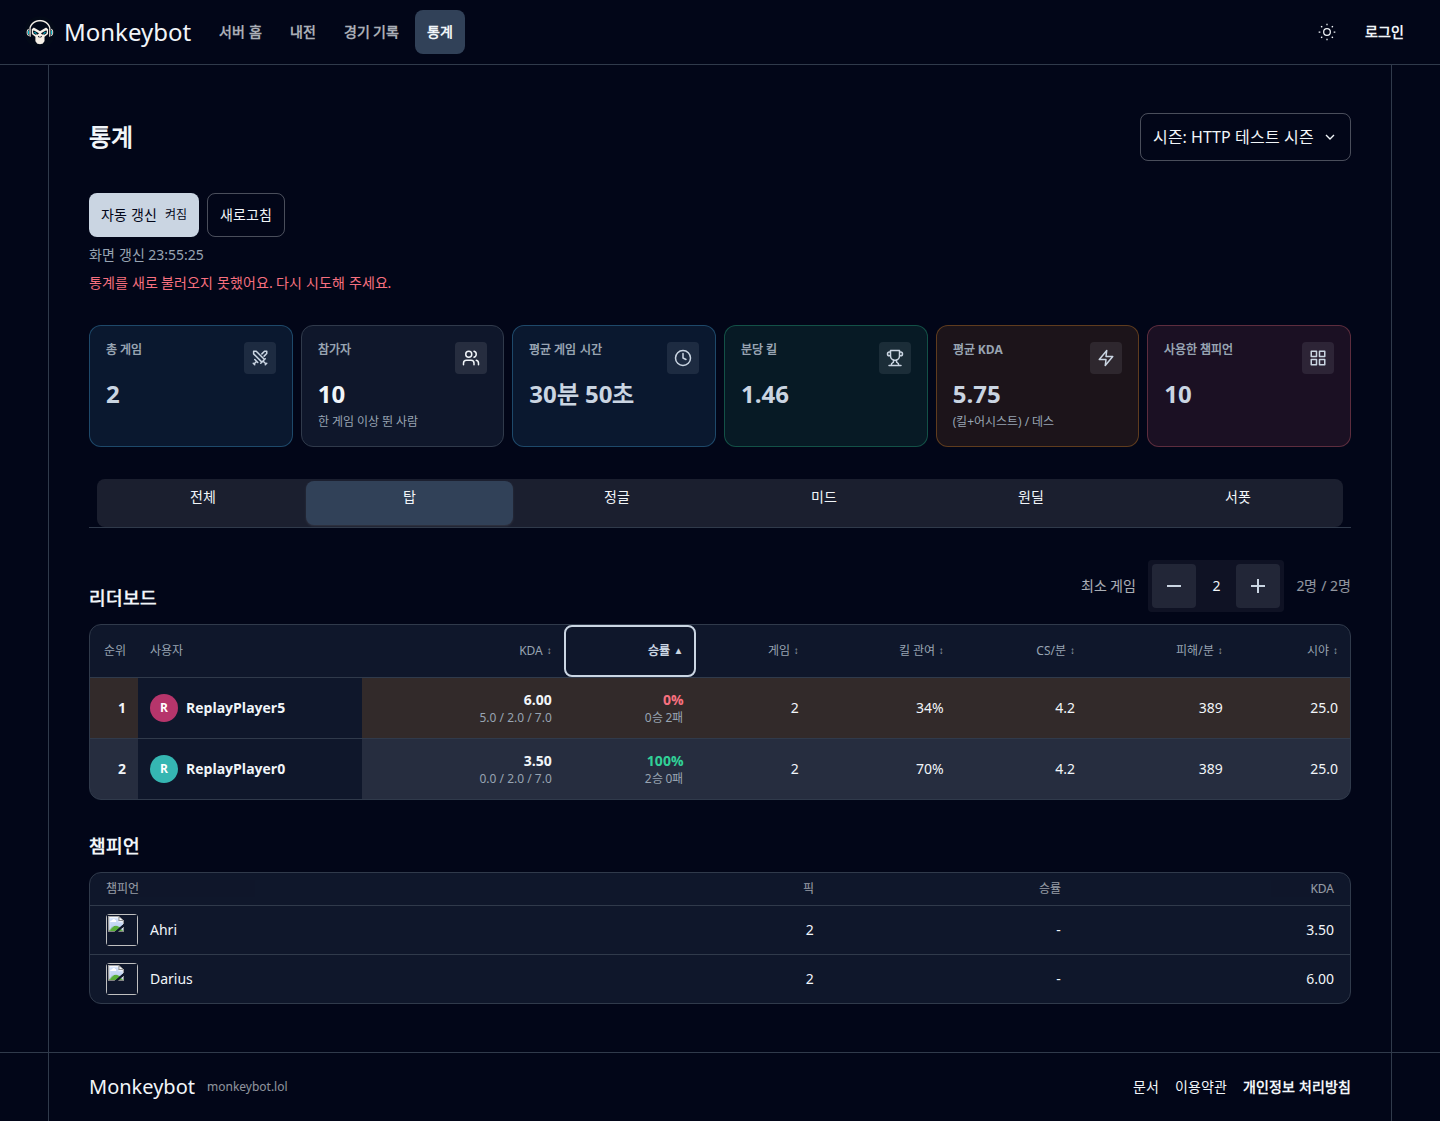 Monkeybot 서버 홈 내전 경기 기록 통계 로그인
통계
시즌: HTTP 테스트 시즌
자동 갱신 켜짐 새로고침
화면 갱신 23:55:25
통계를 새로 불러오지 못했어요. 다시 시도해 주세요.
총 게임
2
참가자
10
한 게임 이상 뛴 사람
평균 게임 시간
30분 50초
분당 킬
1.46
평균 KDA
5.75
(킬+어시스트) / 데스
사용한 챔피언
10
전체 탑 정글 미드 원딜 서폿
리더보드
최소 게임 2 2명 / 2명
순위 사용자 KDA ↕ 승률 ▲ 게임 ↕ 킬 관여 ↕ CS/분 ↕ 피해/분 ↕ 시야 ↕
1 R ReplayPlayer5 6.00 0% 2 34% 4.2 389 25.0
5.0 / 2.0 / 7.0 0승 2패
2 R ReplayPlayer0 3.50 100% 2 70% 4.2 389 25.0
0.0 / 2.0 / 7.0 2승 0패
챔피언
챔피언 픽 승률 KDA
Ahri 2 - 3.50
Darius 2 - 6.00
Monkeybot monkeybot.lol 문서 이용약관 개인정보 처리방침